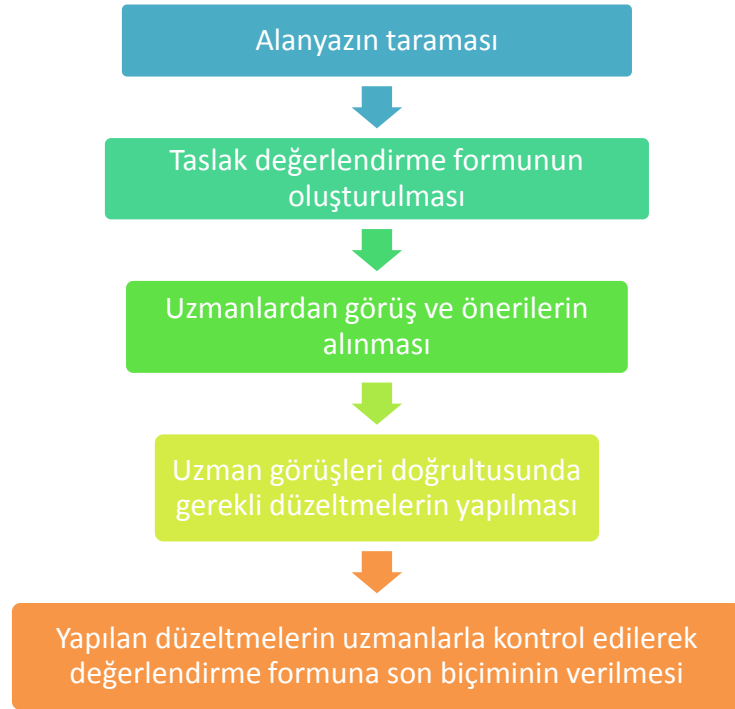 Alanyazın taraması
Taslak değerlendirme formunun
oluşturulması
Uzmanlardan görüş ve önerilerin
alınması
Uzman görüşleri doğrultusunda
gerekli düzeltmelerin yapılması
Yapılan düzeltmelerin uzmanlarla kontrol edilerek
değerlendirme formuna son biçiminin verilmesi